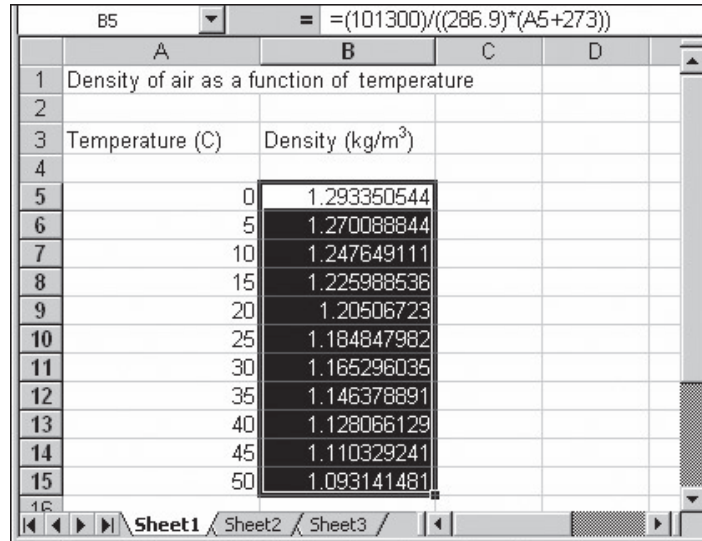 B5 = =(101300)/((286.9)*(A5+273))
A B C D
1 Density of air as a function of temperature
2
3 Temperature (C) Density (kg/m³)
4
5 0 1.293350544
6 5 1.270088844
7 10 1.247649111
8 15 1.225988536
9 20 1.20506723
10 25 1.184847982
11 30 1.165296035
12 35 1.146378891
13 40 1.128066129
14 45 1.110329241
15 50 1.093141481
16
Sheet1 Sheet2 Sheet3